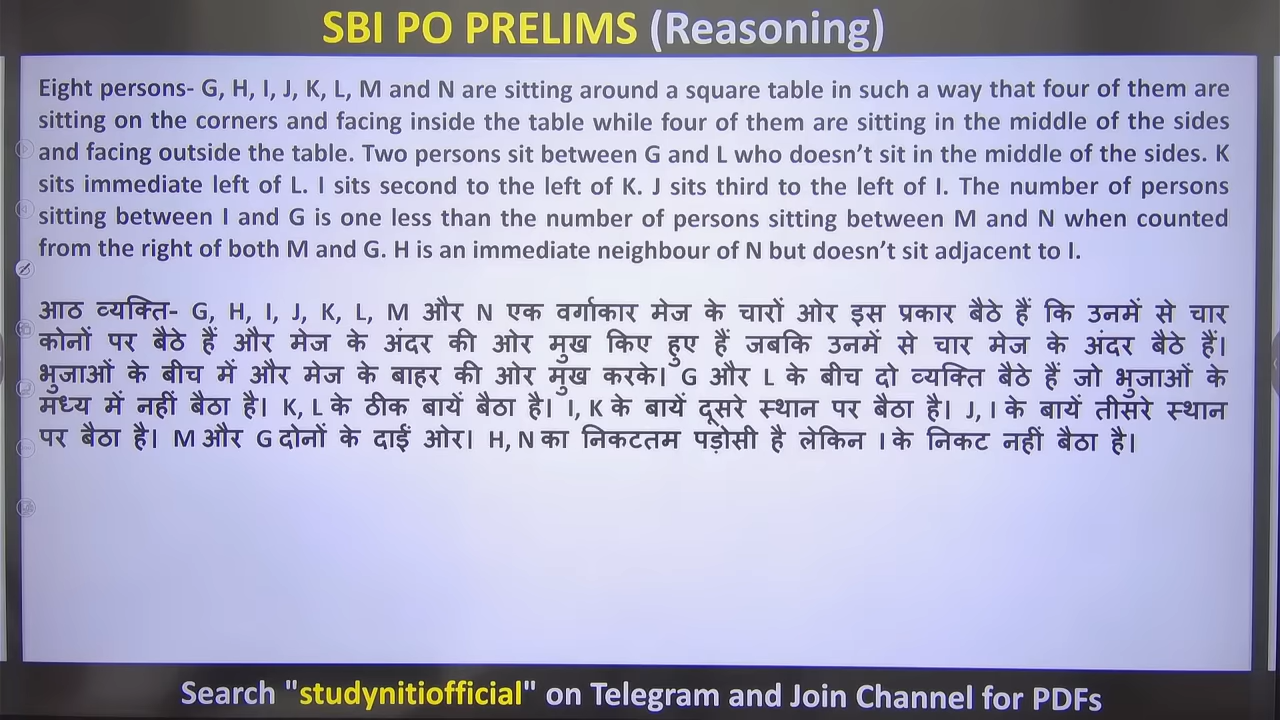 SBI PO PRELIMS (Reasoning)
Eight persons- G, H, I, J, K, L, M and N are sitting around a square table in such a way that four of them are
sitting on the corners and facing inside the table while four of them are sitting in the middle of the sides
and facing outside the table. Two persons sit between G and L who doesn't sit in the middle of the sides. K
sits immediate left of L. I sits second to the left of K. J sits third to the left of I. The number of persons
sitting between I and G is one less than the number of persons sitting between M and N when counted
from the right of both M and G. H is an immediate neighbour of N but doesn't sit adjacent to I.
आठ व्यक्ति- G, H, I, J, K, L, M और N एक वर्गाकार मेज के चारों ओर इस प्रकार बैठे हैं कि उनमें से चार
कोनों पर बैठे हैं और मेज के अंदर की ओर मुख किए हुए हैं जबकि उनमें से चार मेज के अंदर बैठे हैं।
भुजाओं के बीच में और मेज के बाहर की ओर मुख करके। G और L के बीच दो व्यक्ति बैठे हैं जो भुजाओं के
मध्य में नहीं बैठा है। K, L के ठीक बायें बैठा है। I, K के बायें दूसरे स्थान पर बैठा है। J, I के बायें तीसरे स्थान
पर बैठा है। M और G दोनों के दाईं ओर। H, N का निकटतम पड़ोसी है लेकिन I के निकट नहीं बैठा है।
Search "studynitiofficial" on Telegram and Join Channel for PDFs